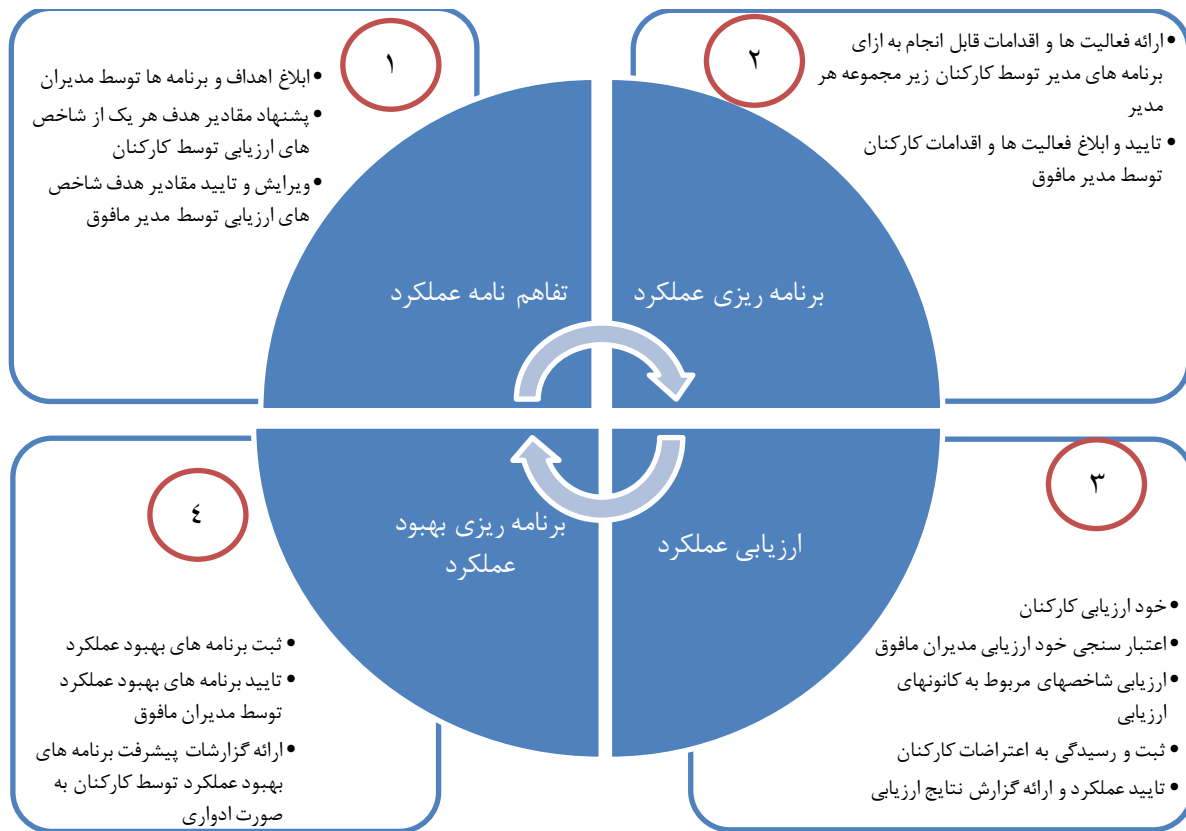 ۱
•ابلاغ اهداف و برنامه ها توسط مدیران
•پشنهاد مقادیر هدف هر یک از شاخص
های ارزیابی توسط کارکنان
•ویرایش و تایید مقادیر هدف شاخص
های ارزیابی توسط مدیر مافوق
تفاهم نامه عملکرد
۲
•ارائه فعالیت ها و اقدامات قابل انجام به ازای
برنامه های مدیر توسط کارکنان زیر مجموعه هر
مدیر
•تایید و ابلاغ فعالیت ها و اقدامات کارکنان
توسط مدیر مافوق
برنامه ریزی عملکرد
۳
ارزیابی عملکرد
•خود ارزیابی کارکنان
•اعتبار سنجی خود ارزیابی مدیران مافوق
•ارزیابی شاخصهای مربوط به کانونهای
ارزیابی
•ثبت و رسیدگی به اعتراضات کارکنان
•تایید عملکرد و ارائه گزارش نتایج ارزیابی
٤
برنامه ریزی بهبود
عملکرد
•ثبت برنامه های بهبود عملکرد
•تایید برنامه های بهبود عملکرد
توسط مدیران مافوق
•ارائه گزارشات پیشرفت برنامه های
بهبود عملکرد توسط کارکنان به
صورت ادواری